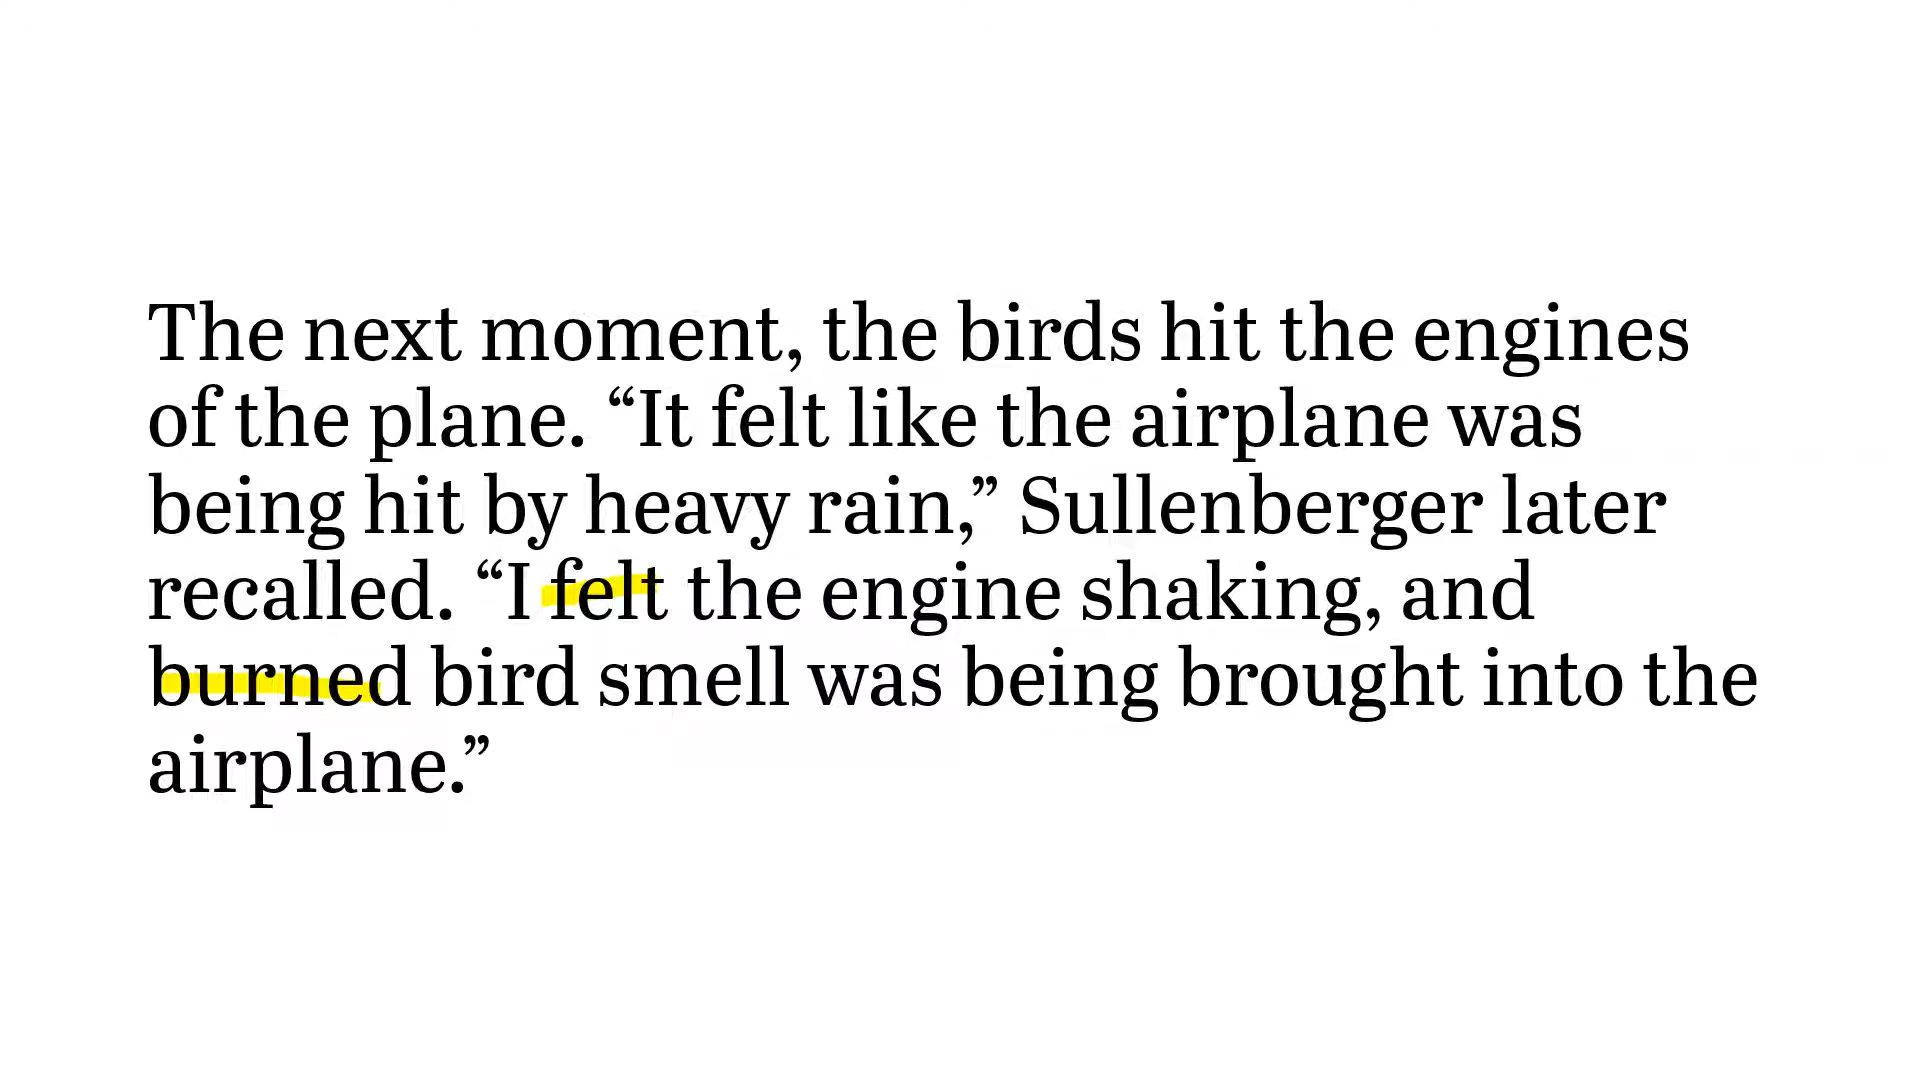 The next moment, the birds hit the engines
of the plane. “It felt like the airplane was
being hit by heavy rain,” Sullenberger later
recalled. “I felt the engine shaking, and
burned bird smell was being brought into the
airplane.”